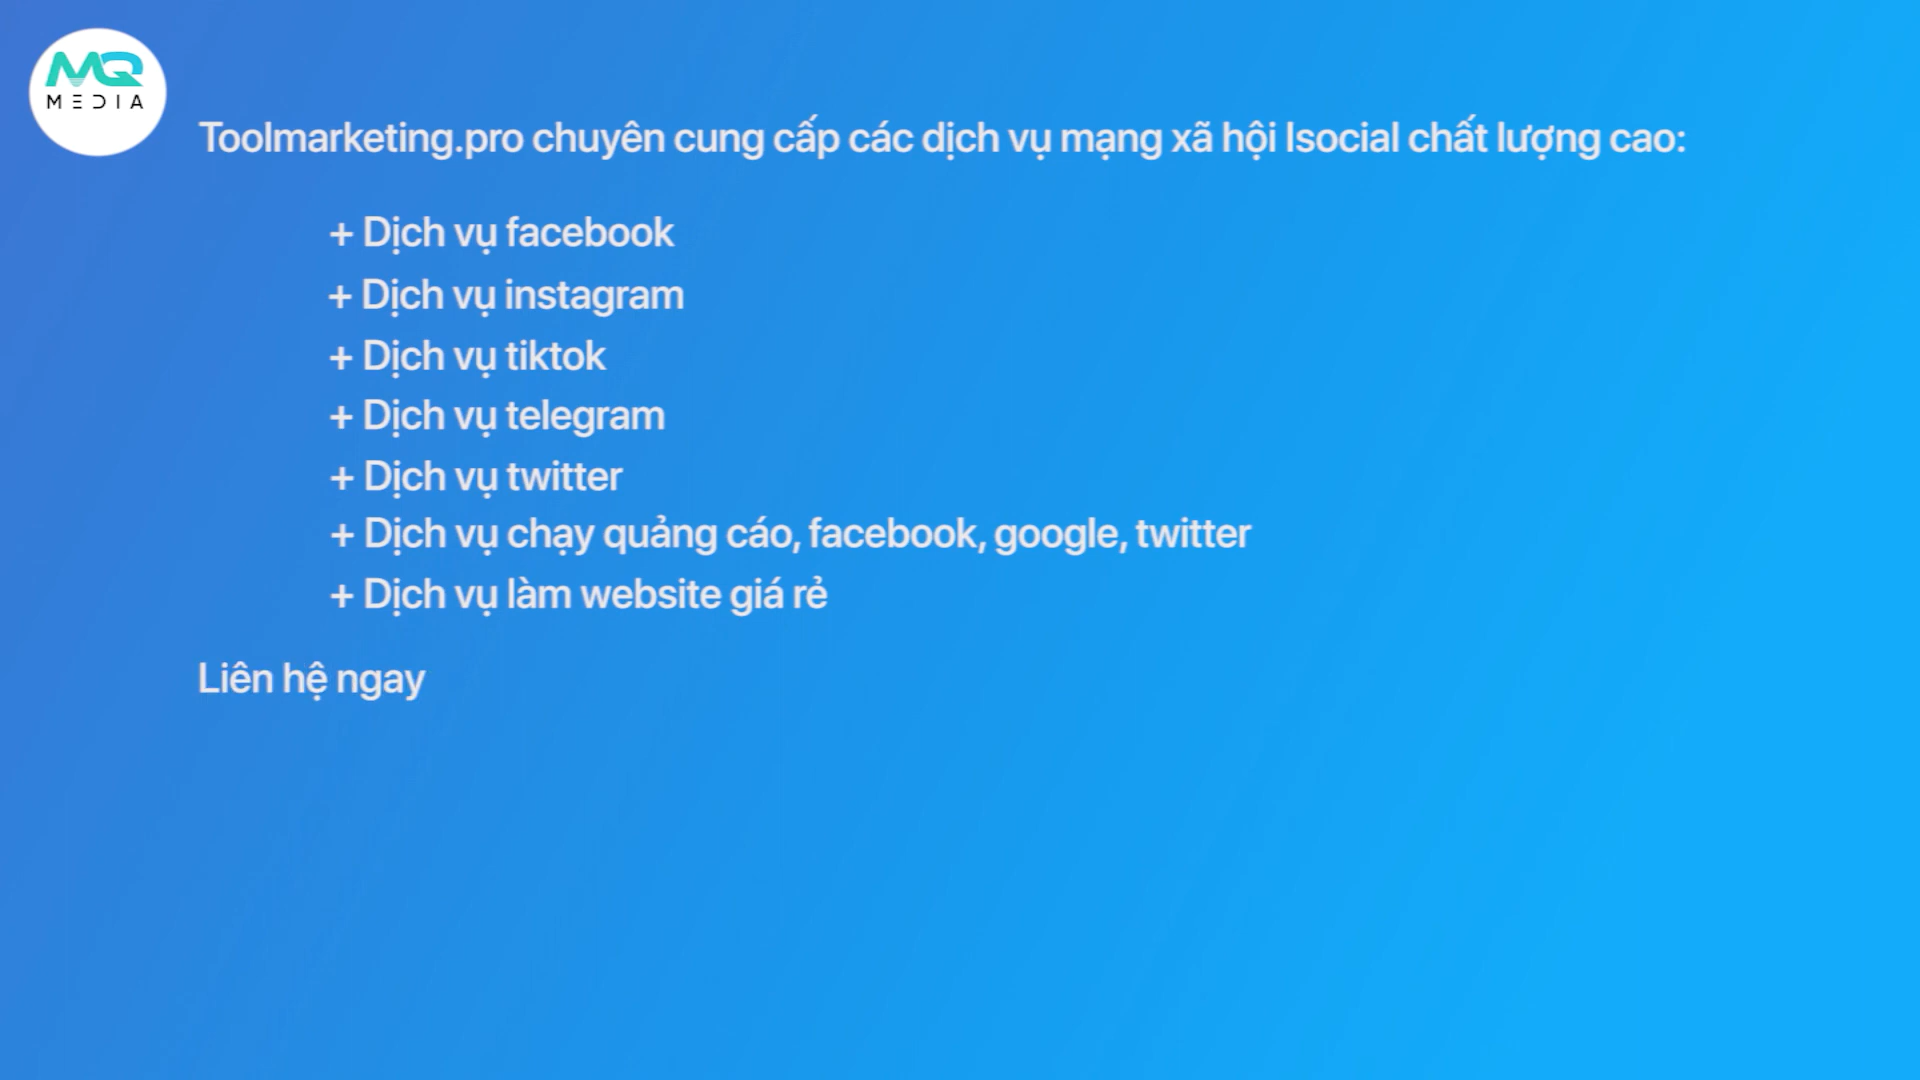 MQ
MEDIA
Toolmarketing.pro chuyên cung cấp các dịch vụ mạng xã hội Isocial chất lượng cao:
+ Dịch vụ facebook
+ Dịch vụ instagram
+ Dịch vụ tiktok
+ Dịch vụ telegram
+ Dịch vụ twitter
+ Dịch vụ chạy quảng cáo, facebook, google, twitter
+ Dịch vụ làm website giá rẻ
Liên hệ ngay